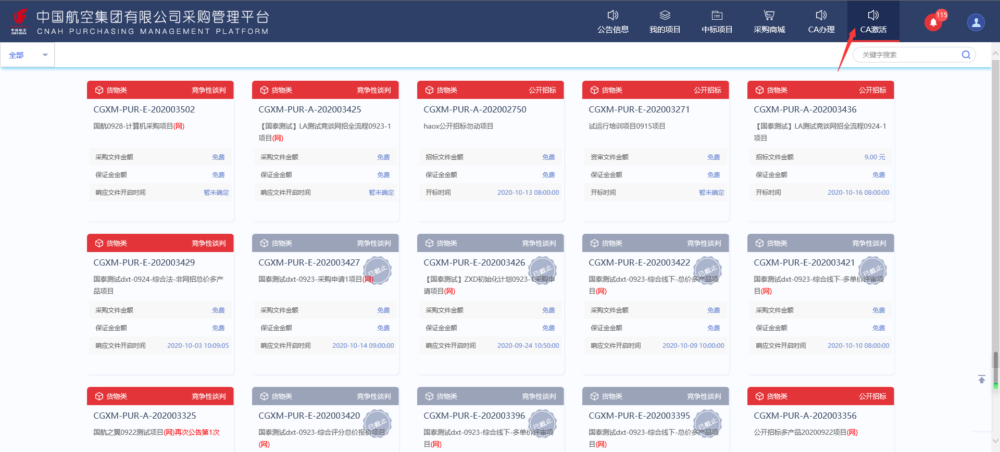 中国航空集团有限公司采购管理平台
CNAH PURCHASING MANAGEMENT PLATFORM
中国航空
AIR CHINA
公告信息
我的项目
中标项目
采购商城
CA办理
CA激活
115
全部
关键字搜索
货物类 竞争性谈判
CGXM-PUR-E-202003502
国航0928-计算机采购项目(网)
采购文件金额 免费
保证金金额 免费
响应文件开启时间 暂未确定
货物类 竞争性谈判
CGXM-PUR-A-202003425
【国泰测试】LA测试竞谈网招全流程0923-1
项目(网)
采购文件金额 免费
保证金金额 免费
响应文件开启时间 暂未确定
货物类 公开招标
CGXM-PUR-A-202002750
haox公开招标勿动项目
招标文件金额 免费
保证金金额 免费
开标时间 2020-10-13 08:00:00
货物类 公开招标
CGXM-PUR-E-202003271
试运行培训项目0915项目
资审文件金额 免费
保证金金额 免费
开标时间 暂未确定
货物类 公开招标
CGXM-PUR-A-202003436
【国泰测试】LA测试竞谈网招全流程0924-1
项目
招标文件金额 9.00 元
保证金金额 免费
开标时间 2020-10-16 08:00:00
货物类 竞争性谈判
CGXM-PUR-E-202003429
国泰测试dxt-0924-综合法-非网招总价多产
品项目
采购文件金额 免费
保证金金额 免费
响应文件开启时间 2020-10-03 10:09:05
货物类 竞争性谈判
CGXM-PUR-E-202003427
已截止
国泰测试dxt-0923-采购申请1项目(网)
采购文件金额 免费
保证金金额 免费
响应文件开启时间 2020-10-14 09:00:00
货物类 竞争性谈判
CGXM-PUR-E-202003426
已截止
【国泰测试】ZXD初始化计划0923-1采购申
请项目(网)
采购文件金额 免费
保证金金额 免费
响应文件开启时间 2020-09-24 10:50:00
货物类 竞争性谈判
CGXM-PUR-E-202003422
已截止
国泰测试dxt-0923-综合线下-总价多产品项
目(网)
采购文件金额 免费
保证金金额 免费
响应文件开启时间 2020-10-09 10:00:00
货物类 竞争性谈判
CGXM-PUR-E-202003421
已截止
国泰测试dxt-0923-综合线下-多单价评审项
目(网)
采购文件金额 免费
保证金金额 免费
响应文件开启时间 2020-10-10 08:00:00
货物类 竞争性谈判
CGXM-PUR-A-202003325
国航之翼0922测试项目(网)再次公告第1次
货物类 竞争性谈判
CGXM-PUR-E-202003420
已截止
国泰测试dxt-0923-综合评分总价报价项目
(网)
货物类 竞争性谈判
CGXM-PUR-E-202003396
已截止
国泰测试dxt-0923-综合线下-多单价评审项
目(网)
货物类 竞争性谈判
CGXM-PUR-E-202003395
已截止
国泰测试dxt-0923-综合线下-总价多产品项
目(网)
货物类 公开招标
CGXM-PUR-A-202003356
公开招标多产品20200922项目(网)